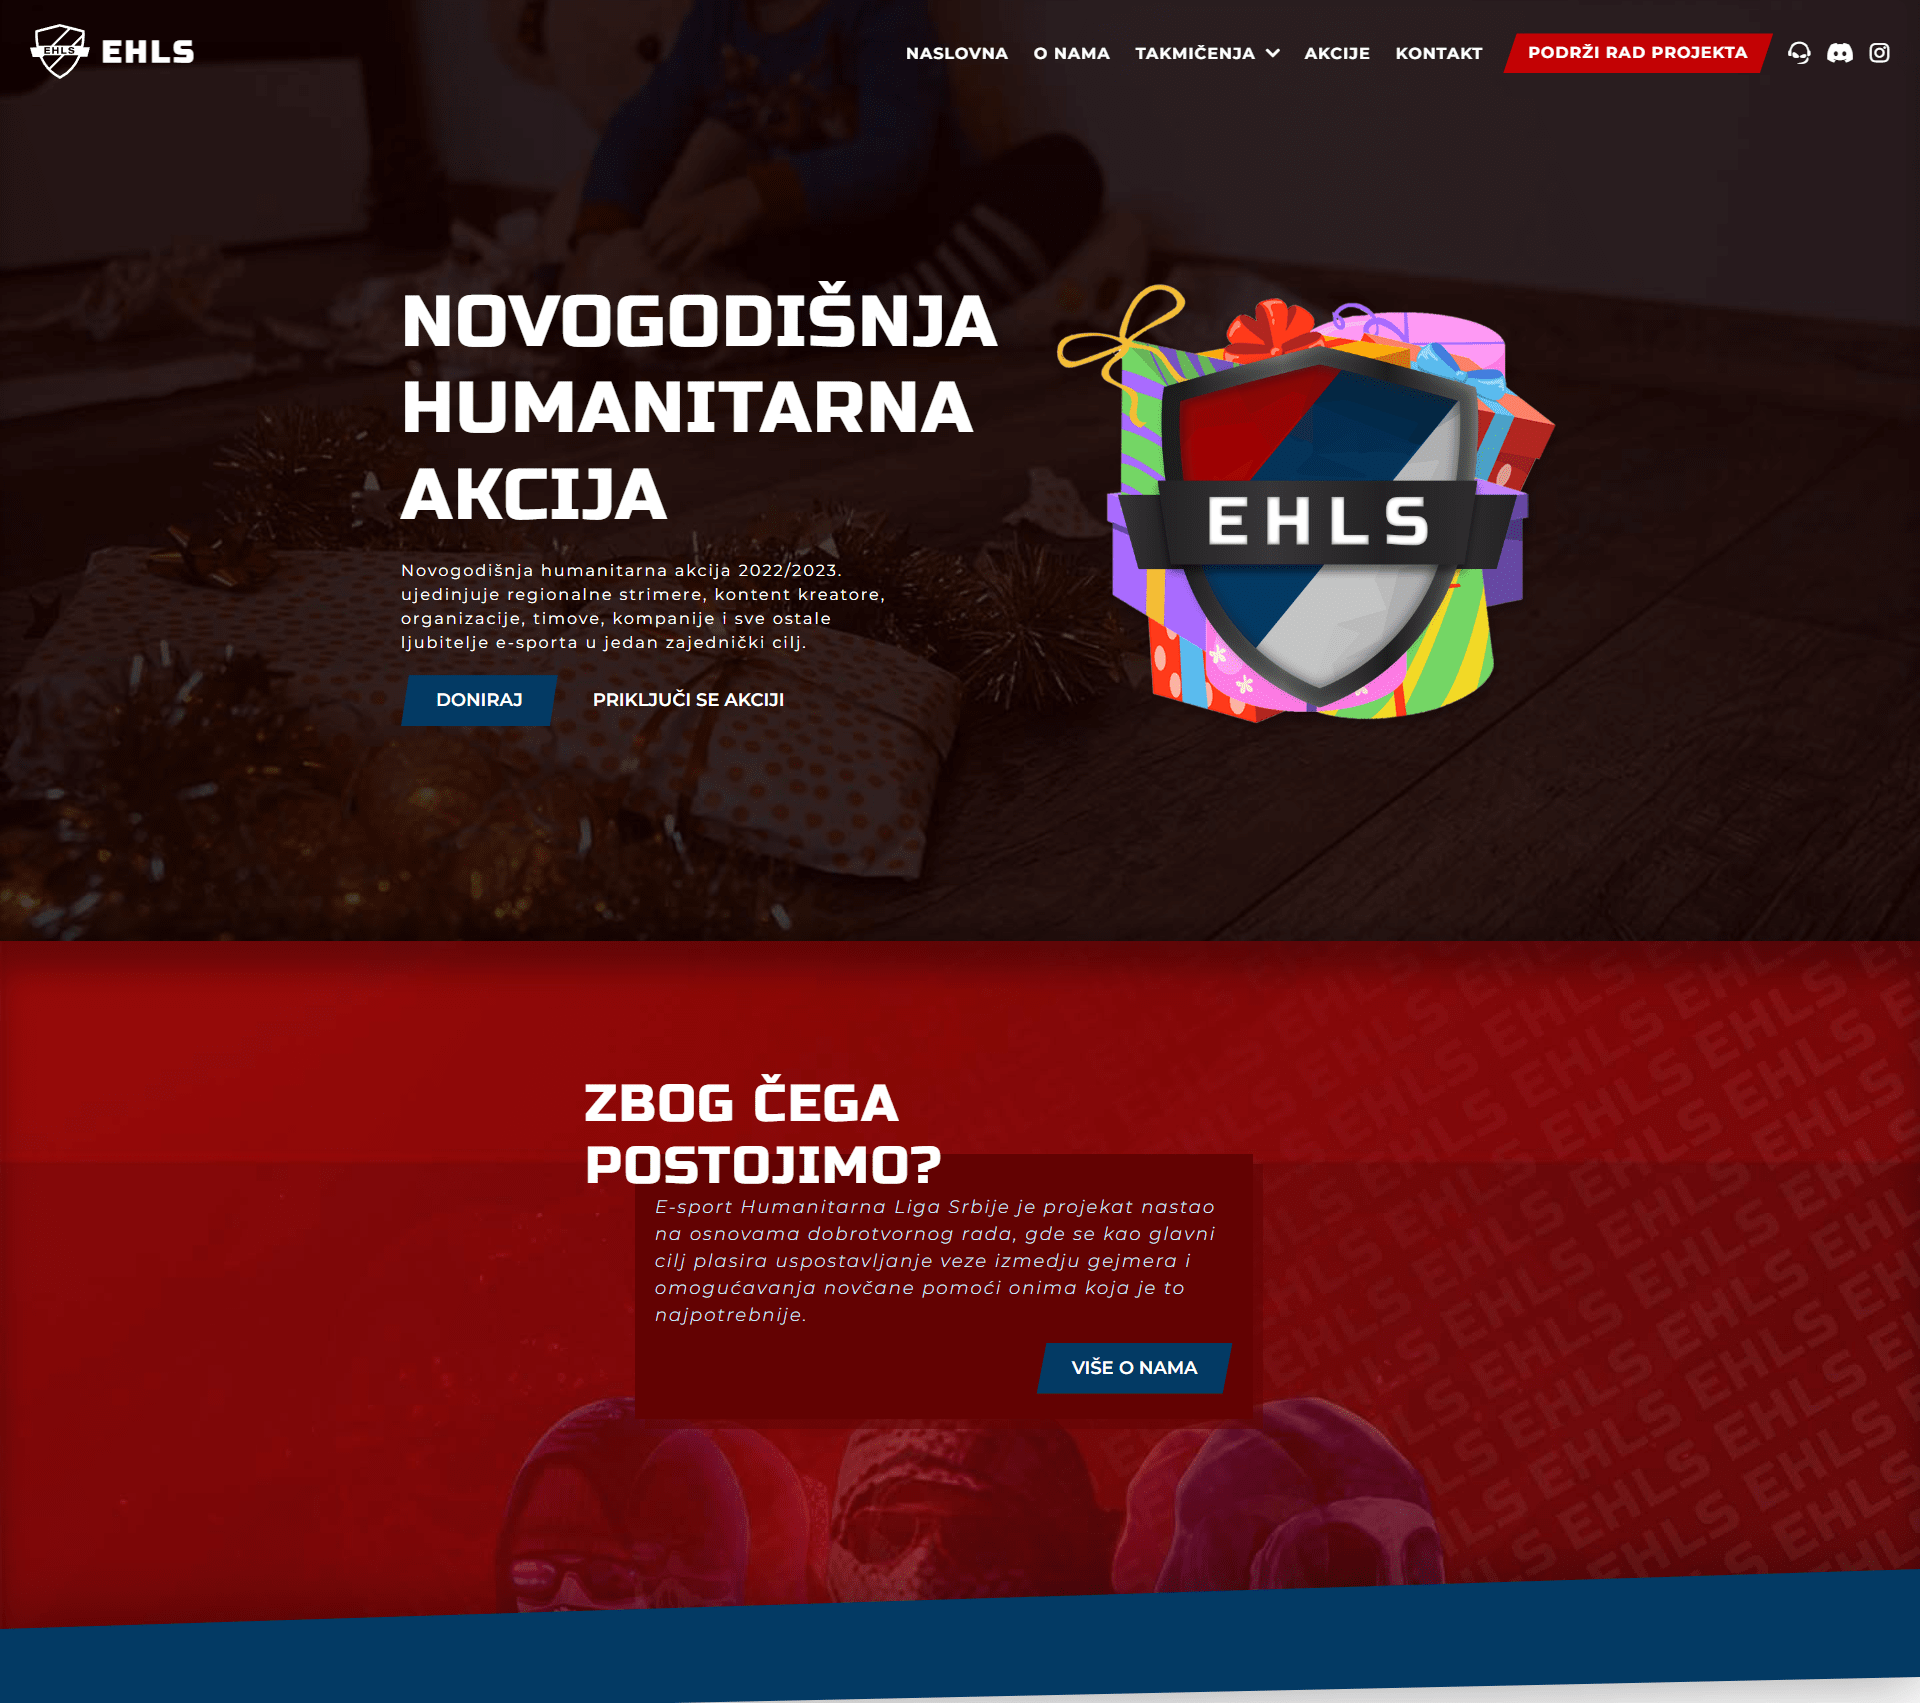 EHLS EHLS
NASLOVNA O NAMA TAKMIČENJA AKCIJE KONTAKT PODRŽI RAD PROJEKTA
NOVOGODIŠNJA
HUMANITARNA
AKCIJA
EHLS
Novogodišnja humanitarna akcija 2022/2023.
ujedinjuje regionalne strimere, kontent kreatore,
organizacije, timove, kompanije i sve ostale
ljubitelje e-sporta u jedan zajednički cilj.
DONIRAJ PRIKLJUČI SE AKCIJI
ZBOG ČEGA
POSTOJIMO?
E-sport Humanitarna Liga Srbije je projekat nastao
na osnovama dobrotvornog rada, gde se kao glavni
cilj plasira uspostavljanje veze izmedju gejmera i
omogućavanja novčane pomoći onima koja je to
najpotrebnije.
VIŠE O NAMA